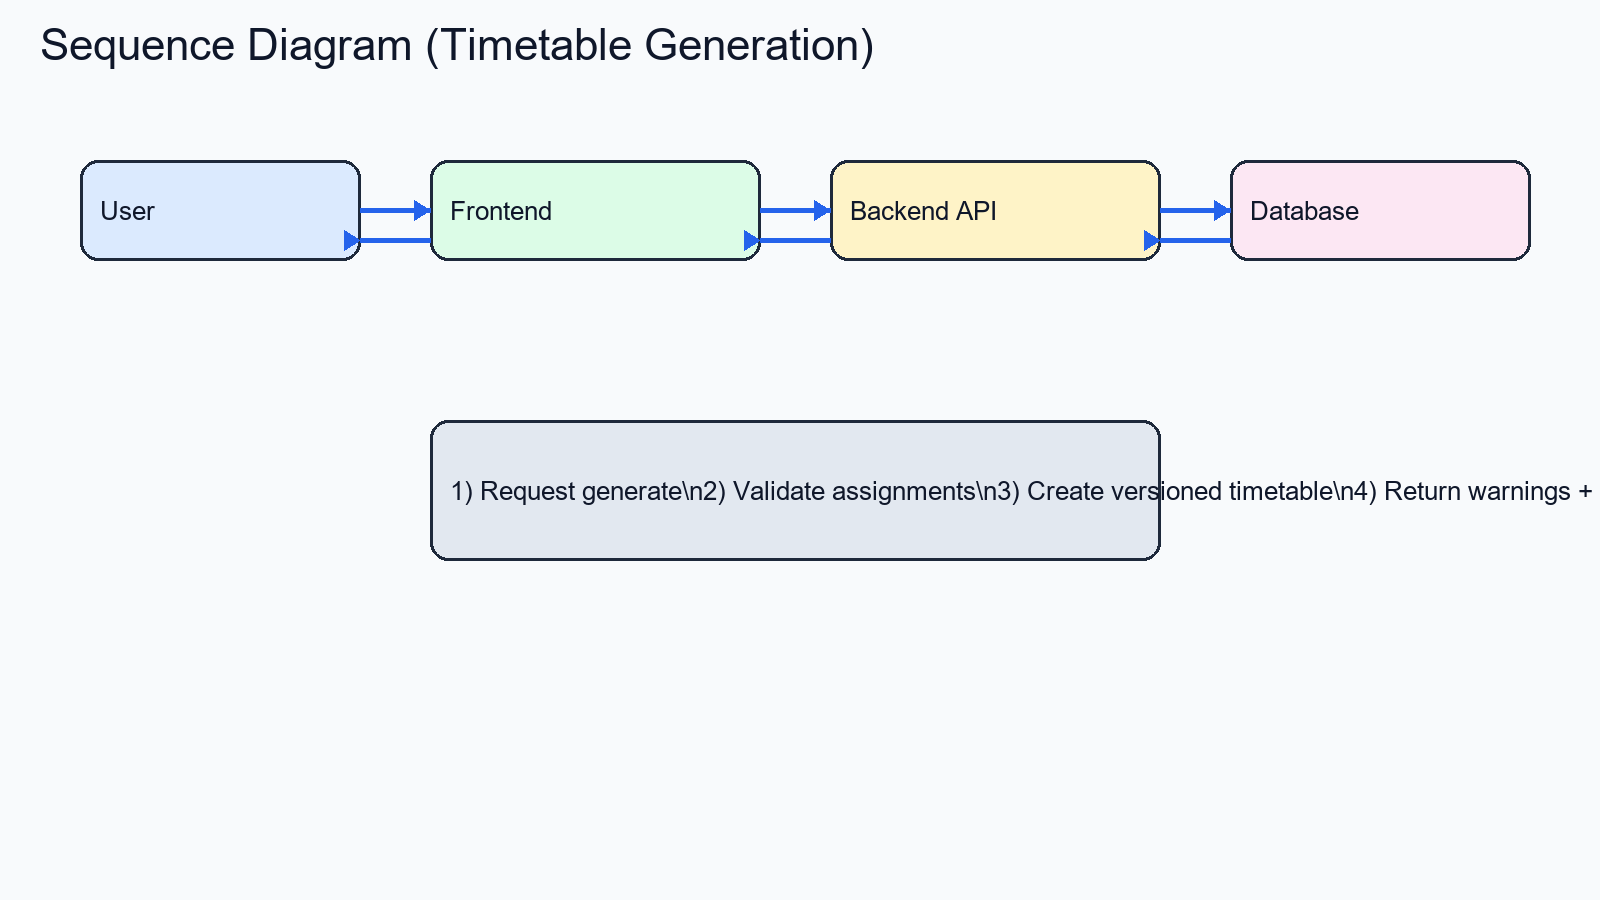 Sequence Diagram (Timetable Generation)
User
Frontend
Backend API
Database
1) Request generate\n2) Validate assignments\n3) Create versioned timetable\n4) Return warnings +